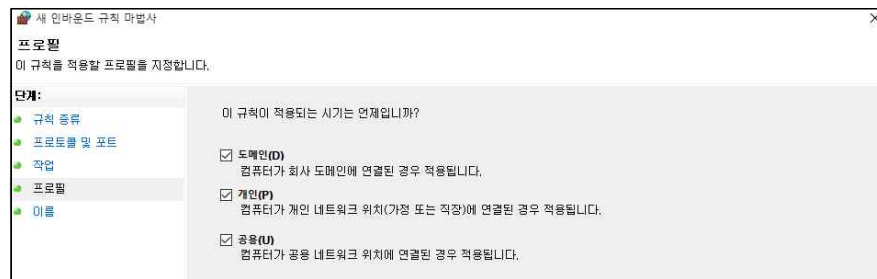 새 인바운드 규칙 마법사
프로필
이 규칙을 적용할 프로필을 지정합니다.
단계:
규칙 종류
프로토콜 및 포트
작업
프로필
이름
이 규칙이 적용되는 시기는 언제입니까?
도메인(D)
컴퓨터가 회사 도메인에 연결된 경우 적용됩니다.
개인(P)
컴퓨터가 개인 네트워크 위치(가정 또는 직장)에 연결된 경우 적용됩니다.
공용(U)
컴퓨터가 공용 네트워크 위치에 연결된 경우 적용됩니다.